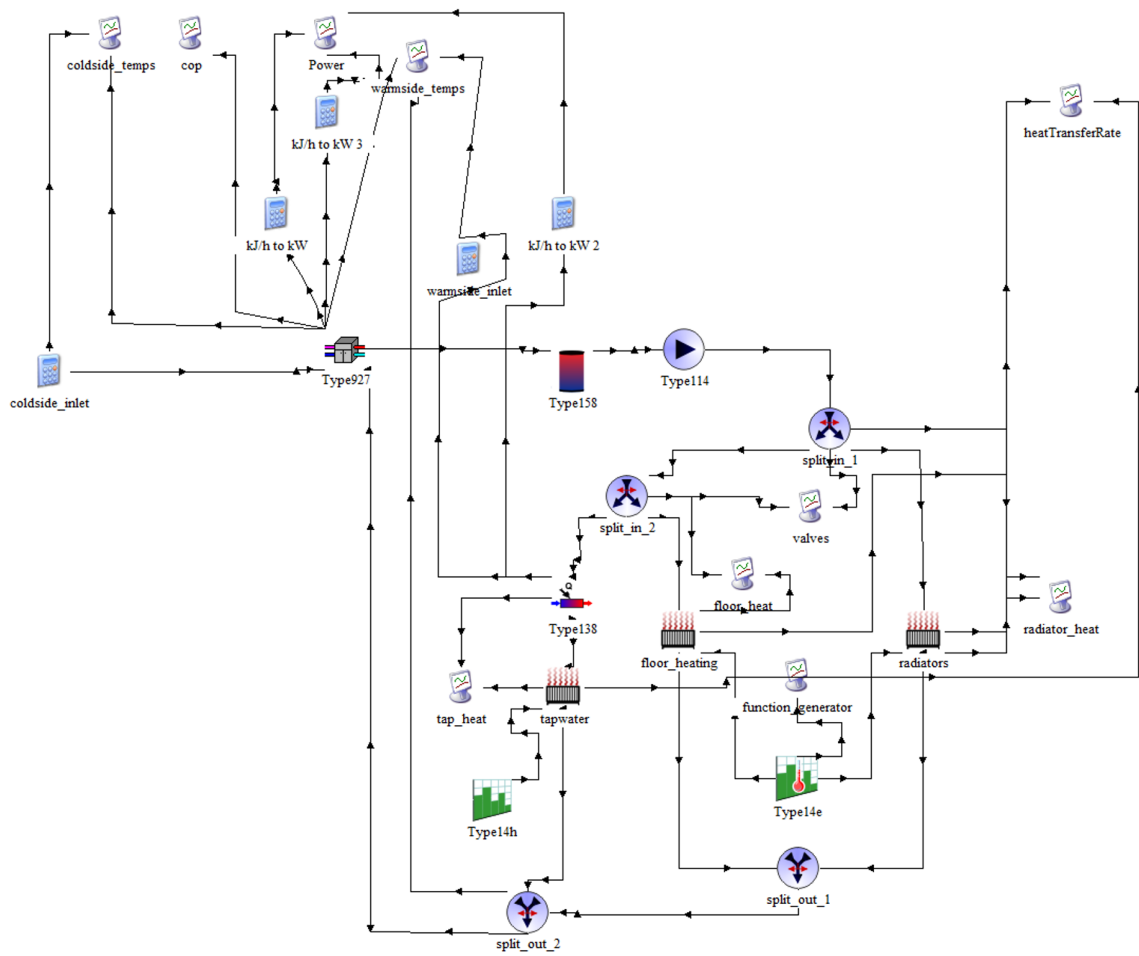 coldside_temps
cop
Power
warmside_temps
heatTransferRate
kJ/h to kW 3
kJ/h to kW
kJ/h to kW 2
warmside_inlet
coldside_inlet
Type927
Type158
Type114
split_in_1
split_in_2
valves
floor_heat
Type138
radiator_heat
floor_heating
radiators
tap_heat
tapwater
function_generator
Type14h
Type14e
split_out_1
split_out_2